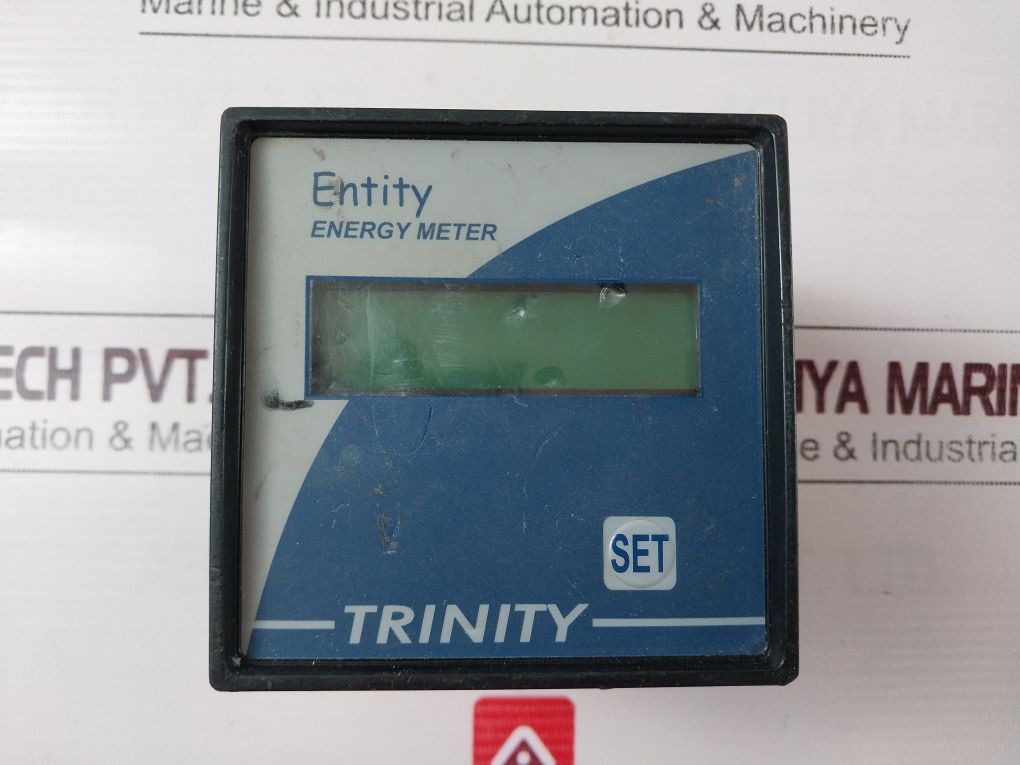 Marine & Industrial Automation & Machinery
Entity
ENERGY METER
ECH PVT.
IYA MARIN
ation & Ma
e & Industria
SET
TRINITY